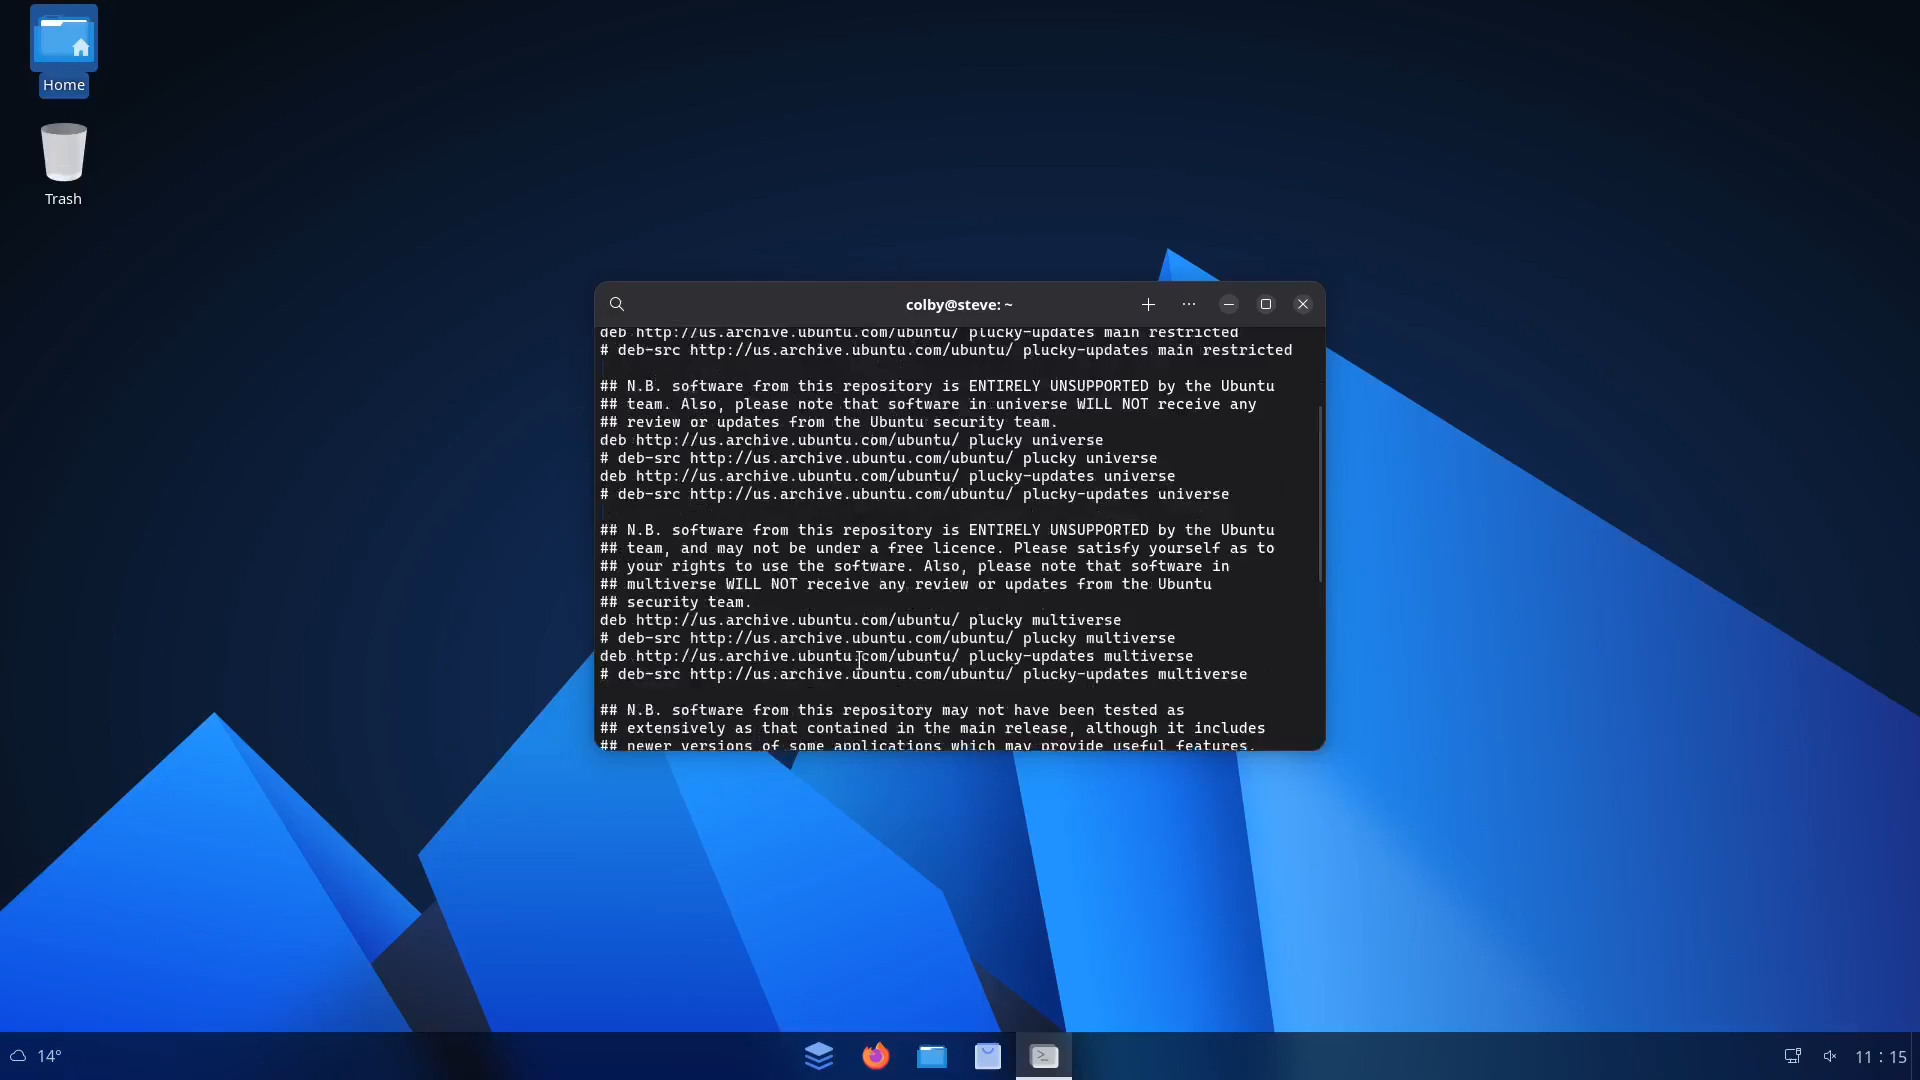 Home
Trash
colby@steve: ~
deb http://us.archive.ubuntu.com/ubuntu/ plucky-updates main restricted
# deb-src http://us.archive.ubuntu.com/ubuntu/ plucky-updates main restricted
## N.B. software from this repository is ENTIRELY UNSUPPORTED by the Ubuntu
## team. Also, please note that software in universe WILL NOT receive any
## review or updates from the Ubuntu security team.
deb http://us.archive.ubuntu.com/ubuntu/ plucky universe
# deb-src http://us.archive.ubuntu.com/ubuntu/ plucky universe
deb http://us.archive.ubuntu.com/ubuntu/ plucky-updates universe
# deb-src http://us.archive.ubuntu.com/ubuntu/ plucky-updates universe
## N.B. software from this repository is ENTIRELY UNSUPPORTED by the Ubuntu
## team, and may not be under a free licence. Please satisfy yourself as to
## your rights to use the software. Also, please note that software in
## multiverse WILL NOT receive any review or updates from the Ubuntu
## security team.
deb http://us.archive.ubuntu.com/ubuntu/ plucky multiverse
# deb-src http://us.archive.ubuntu.com/ubuntu/ plucky multiverse
deb http://us.archive.ubuntu.com/ubuntu/ plucky-updates multiverse
# deb-src http://us.archive.ubuntu.com/ubuntu/ plucky-updates multiverse
## N.B. software from this repository may not have been tested as
## extensively as that contained in the main release, although it includes
## newer versions of some applications which may provide useful features.
14°
11 : 15